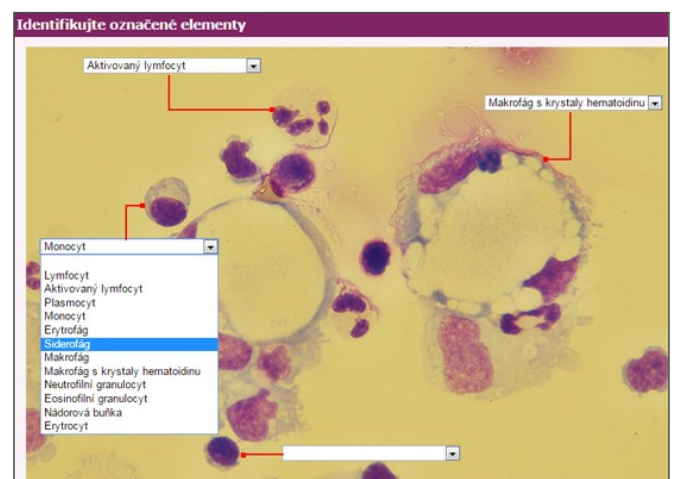 Identifikujte označené elementy
Aktivovaný lymfocyt
Makrofág s krystaly hematoidinu
Monocyt
Lymfocyt
Aktivovaný lymfocyt
Plasmocyt
Monocyt
Erytrofág
Siderofág
Makrofág
Makrofág s krystaly hematoidinu
Neutrofilní granulocyt
Eosinofilní granulocyt
Nádorová buňka
Erytrocyt